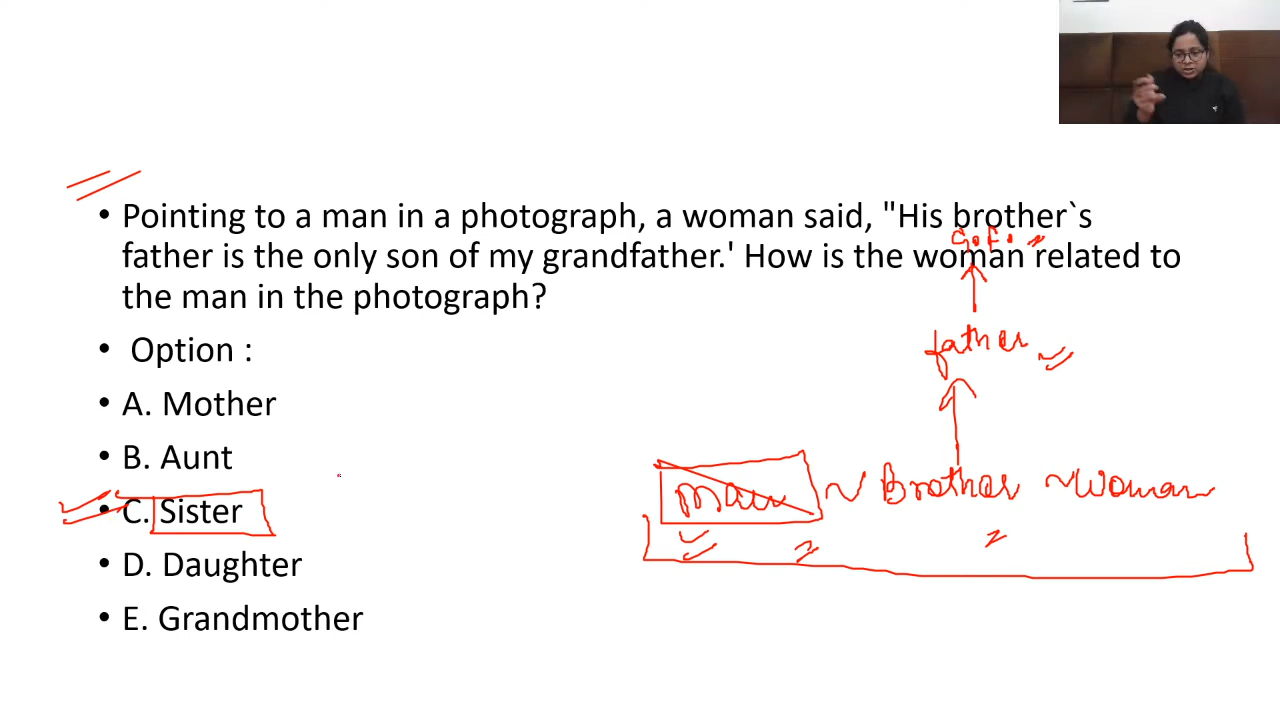 • Pointing to a man in a photograph, a woman said, "His brother`s
father is the only son of my grandfather.' How is the woman related to
the man in the photograph?
• Option :
• A. Mother
• B. Aunt
• C. Sister
• D. Daughter
• E. Grandmother
G.F.
father
Man ~ Brother ~Woman